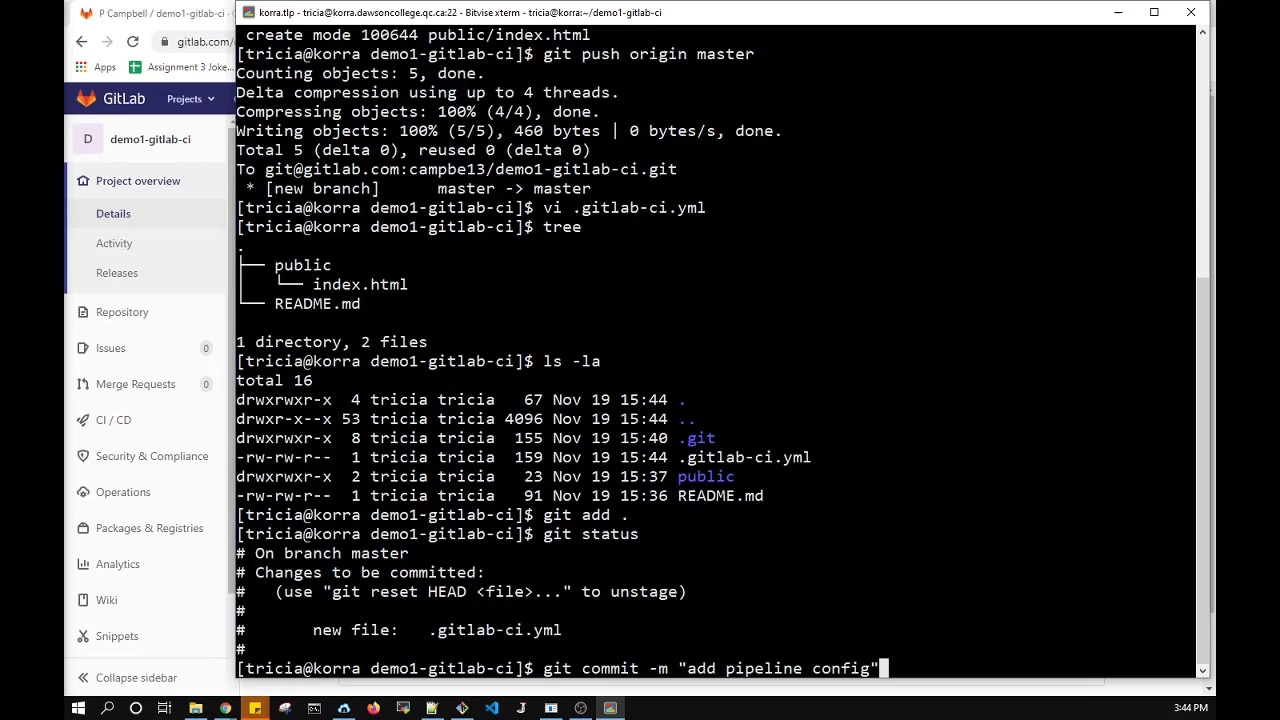 P Campbell / demo1-gitlab-ci ·
gitlab.com/
Apps
Assignment 3 Joke...
GitLab
Projects
D
demo1-gitlab-ci
Project overview
Details
Activity
Releases
Repository
Issues
0
Merge Requests
0
CI / CD
Security & Compliance
Operations
Packages & Registries
Analytics
Wiki
Snippets
Collapse sidebar
korra.tlp - tricia@korra.dawsoncollege.qc.ca:22 - Bitvise xterm - tricia@korra:~/demo1-gitlab-ci
create mode 100644 public/index.html
[tricia@korra demo1-gitlab-ci]$ git push origin master
Counting objects: 5, done.
Delta compression using up to 4 threads.
Compressing objects: 100% (4/4), done.
Writing objects: 100% (5/5), 460 bytes | 0 bytes/s, done.
Total 5 (delta 0), reused 0 (delta 0)
To git@gitlab.com:campbe13/demo1-gitlab-ci.git
* [new branch]      master -> master
[tricia@korra demo1-gitlab-ci]$ vi .gitlab-ci.yml
[tricia@korra demo1-gitlab-ci]$ tree
.
├── public
│   └── index.html
└── README.md
1 directory, 2 files
[tricia@korra demo1-gitlab-ci]$ ls -la
total 16
drwxrwxr-x  4 tricia tricia   67 Nov 19 15:44 .
drwxr-x--x 53 tricia tricia 4096 Nov 19 15:44 ..
drwxrwxr-x  8 tricia tricia  155 Nov 19 15:40 .git
-rw-rw-r--  1 tricia tricia  159 Nov 19 15:44 .gitlab-ci.yml
drwxrwxr-x  2 tricia tricia   23 Nov 19 15:37 public
-rw-rw-r--  1 tricia tricia   91 Nov 19 15:36 README.md
[tricia@korra demo1-gitlab-ci]$ git add .
[tricia@korra demo1-gitlab-ci]$ git status
# On branch master
# Changes to be committed:
#   (use "git reset HEAD <file>..." to unstage)
#
#       new file:   .gitlab-ci.yml
#
[tricia@korra demo1-gitlab-ci]$ git commit -m "add pipeline config"
3:44 PM